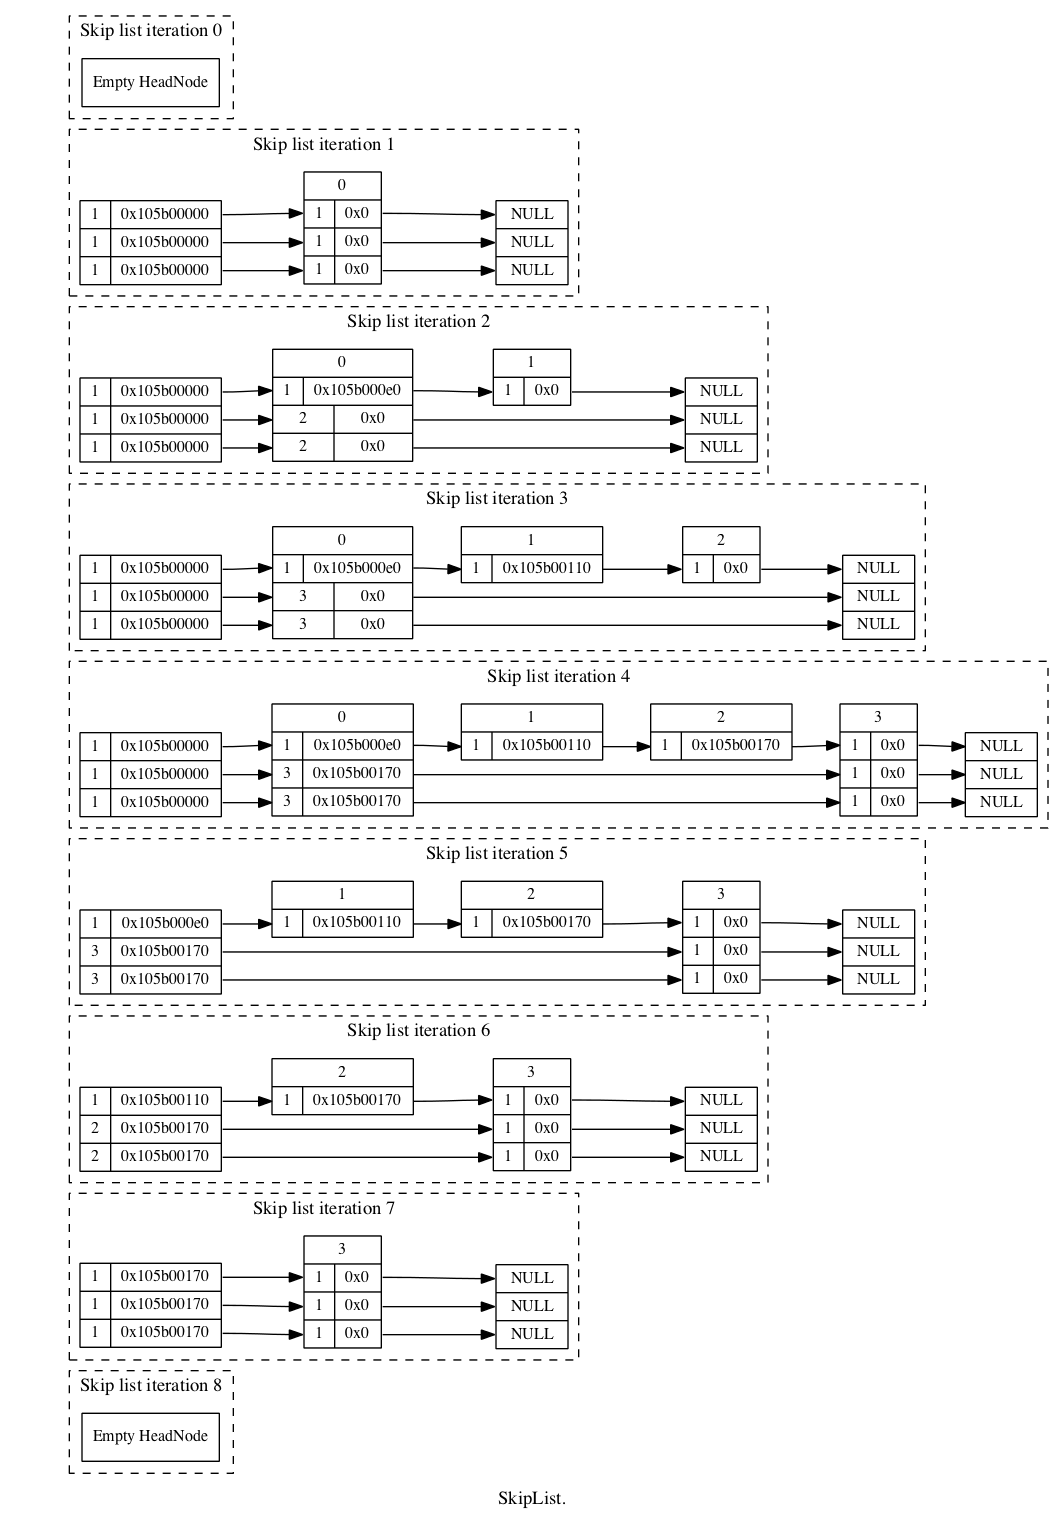 Skip list iteration 0
Empty HeadNode
Skip list iteration 1
0
1 0x105b00000 1 0x0 NULL
1 0x105b00000 1 0x0 NULL
1 0x105b00000 1 0x0 NULL
Skip list iteration 2
0 1
1 0x105b00000 1 0x105b000e0 1 0x0 NULL
1 0x105b00000 2 0x0 NULL
1 0x105b00000 2 0x0 NULL
Skip list iteration 3
0 1 2
1 0x105b00000 1 0x105b000e0 1 0x105b00110 1 0x0 NULL
1 0x105b00000 3 0x0 NULL
1 0x105b00000 3 0x0 NULL
Skip list iteration 4
0 1 2 3
1 0x105b00000 1 0x105b000e0 1 0x105b00110 1 0x105b00170 1 0x0 NULL
1 0x105b00000 3 0x105b00170 1 0x0 NULL
1 0x105b00000 3 0x105b00170 1 0x0 NULL
Skip list iteration 5
1 2 3
1 0x105b000e0 1 0x105b00110 1 0x105b00170 1 0x0 NULL
3 0x105b00170 1 0x0 NULL
3 0x105b00170 1 0x0 NULL
Skip list iteration 6
2 3
1 0x105b00110 1 0x105b00170 1 0x0 NULL
2 0x105b00170 1 0x0 NULL
2 0x105b00170 1 0x0 NULL
Skip list iteration 7
3
1 0x105b00170 1 0x0 NULL
1 0x105b00170 1 0x0 NULL
1 0x105b00170 1 0x0 NULL
Skip list iteration 8
Empty HeadNode
SkipList.